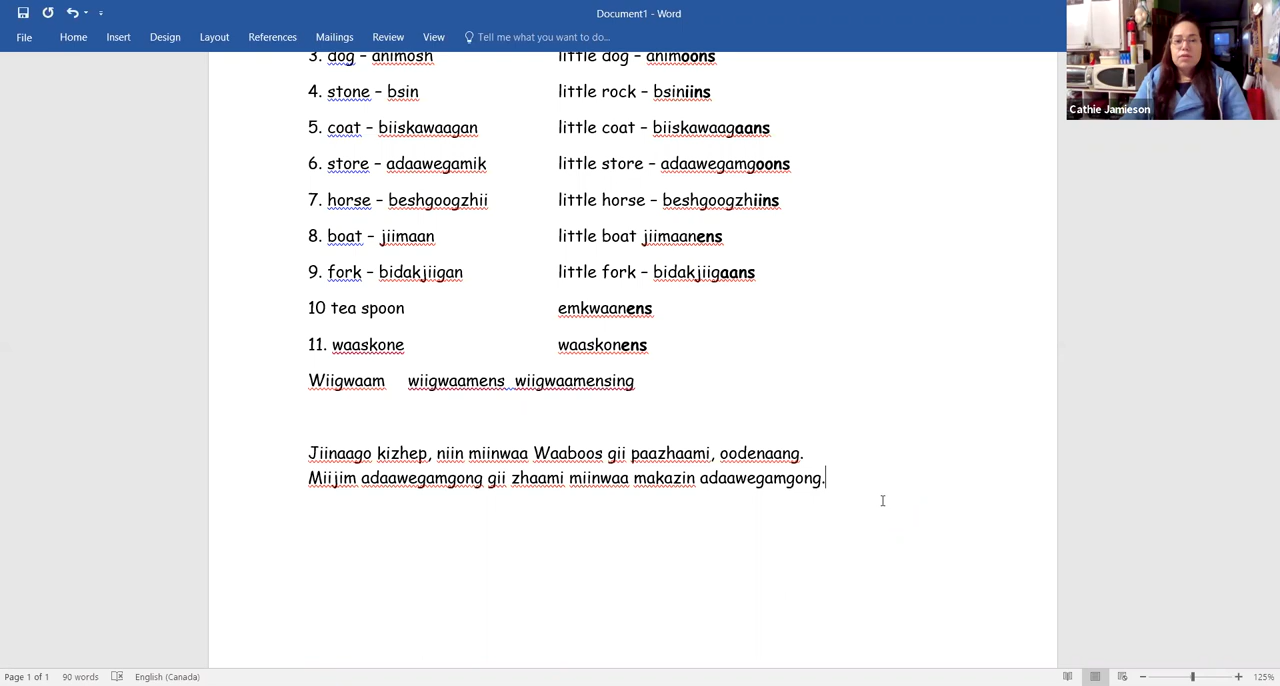 Document1 - Word
File Home Insert Design Layout References Mailings Review View Tell me what you want to do...
Cathie Jamieson
3. dog – animosh little dog – animoons
4. stone – bsin little rock – bsiniins
5. coat – biiskawaagan little coat – biiskawaagaans
6. store – adaawegamik little store – adaawegamgoons
7. horse – beshgoogzhii little horse – beshgoogzhiins
8. boat – jiimaan little boat jiimaanens
9. fork – bidakjiigan little fork – bidakjiigaans
10 tea spoon emkwaanens
11. waaskone waaskonens
Wiigwaam wiigwaamens wiigwaamensing
Jiinaago kizhep, niin miinwaa Waaboos gii paazhaami, oodenaang.
Miijim adaawegamgong gii zhaami miinwaa makazin adaawegamgong.
Page 1 of 1 90 words English (Canada) 125%